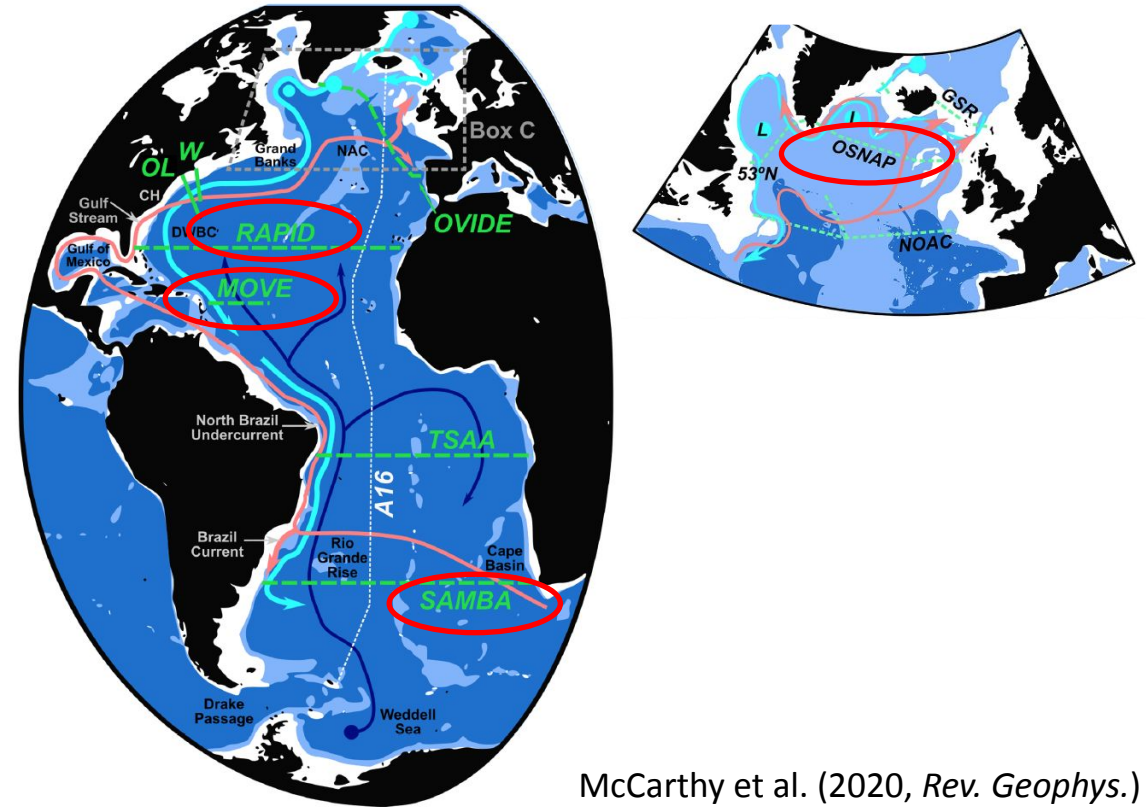 Box C
Grand
Banks
NAC
W
OL
CH
Gulf
Stream
DWBC
RAPID
OVIDE
Gulf of
Mexico
MOVE
North Brazil
Undercurrent
TSAA
A16
Brazil
Current
Rio
Grande
Rise
Cape
Basin
SAMBA
Drake
Passage
Weddell
Sea
GSR
L
I
OSNAP
53°N
NOAC
McCarthy et al. (2020, Rev. Geophys.)